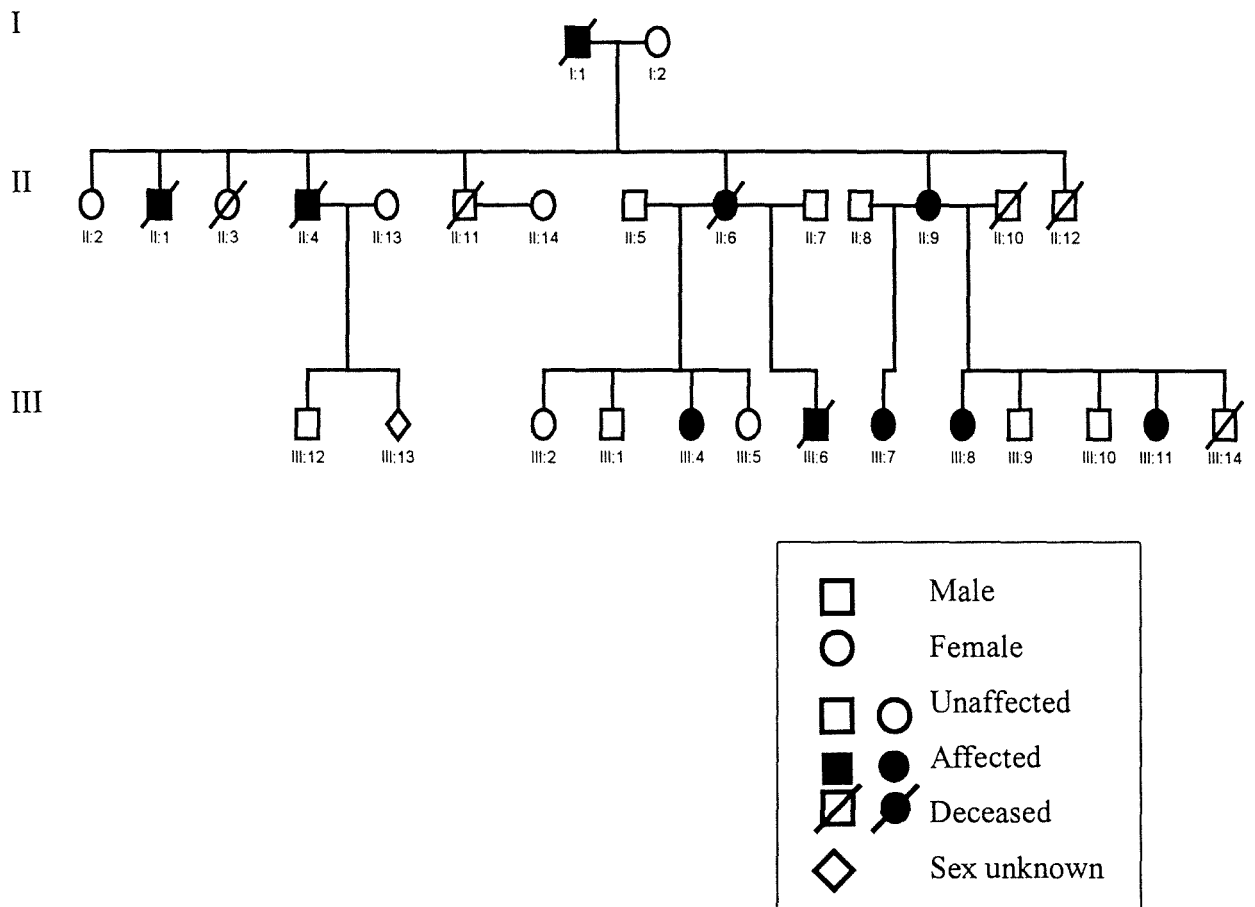 I
I:1 I:2
II
II:2 II:1 II:3 II:4 II:13 II:11 II:14 II:5 II:6 II:7 II:8 II:9 II:10 II:12
III
III:12 III:13 III:2 III:1 III:4 III:5 III:6 III:7 III:8 III:9 III:10 III:11 III:14
Male
Female
Unaffected
Affected
Deceased
Sex unknown